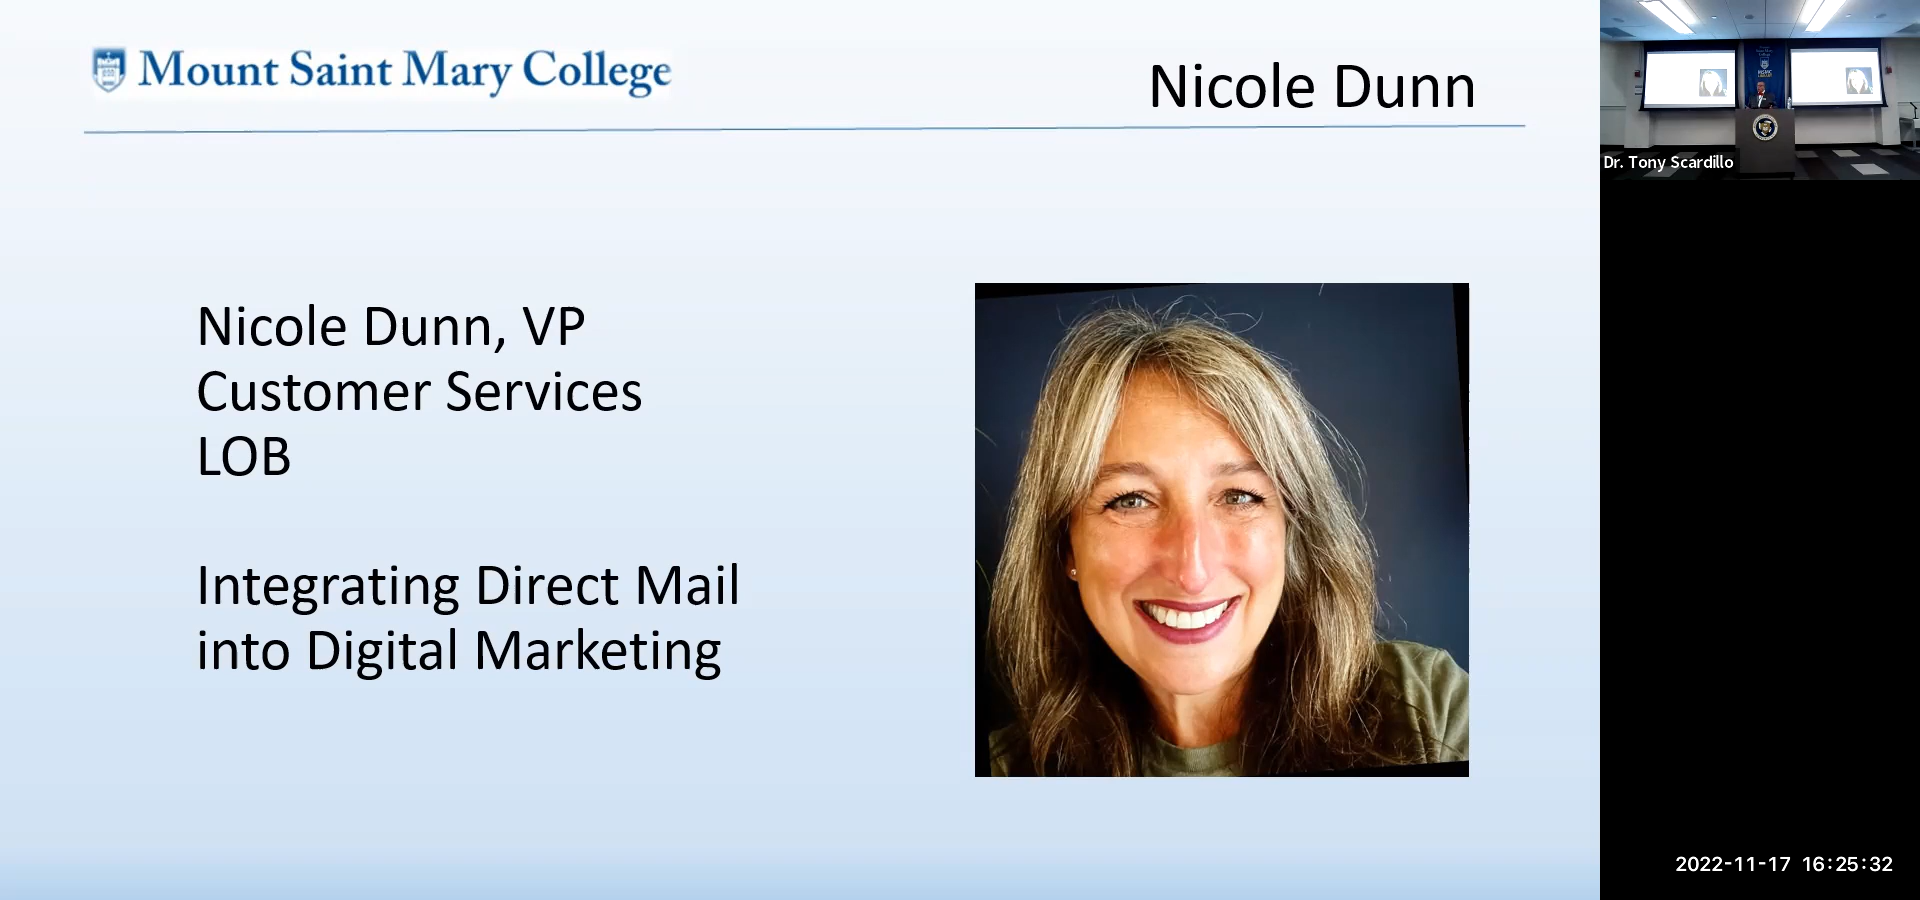 Mount Saint Mary College
Nicole Dunn
Nicole Dunn, VP
Customer Services
LOB
Integrating Direct Mail
into Digital Marketing
Dr. Tony Scardillo
2022-11-17 16:25:32